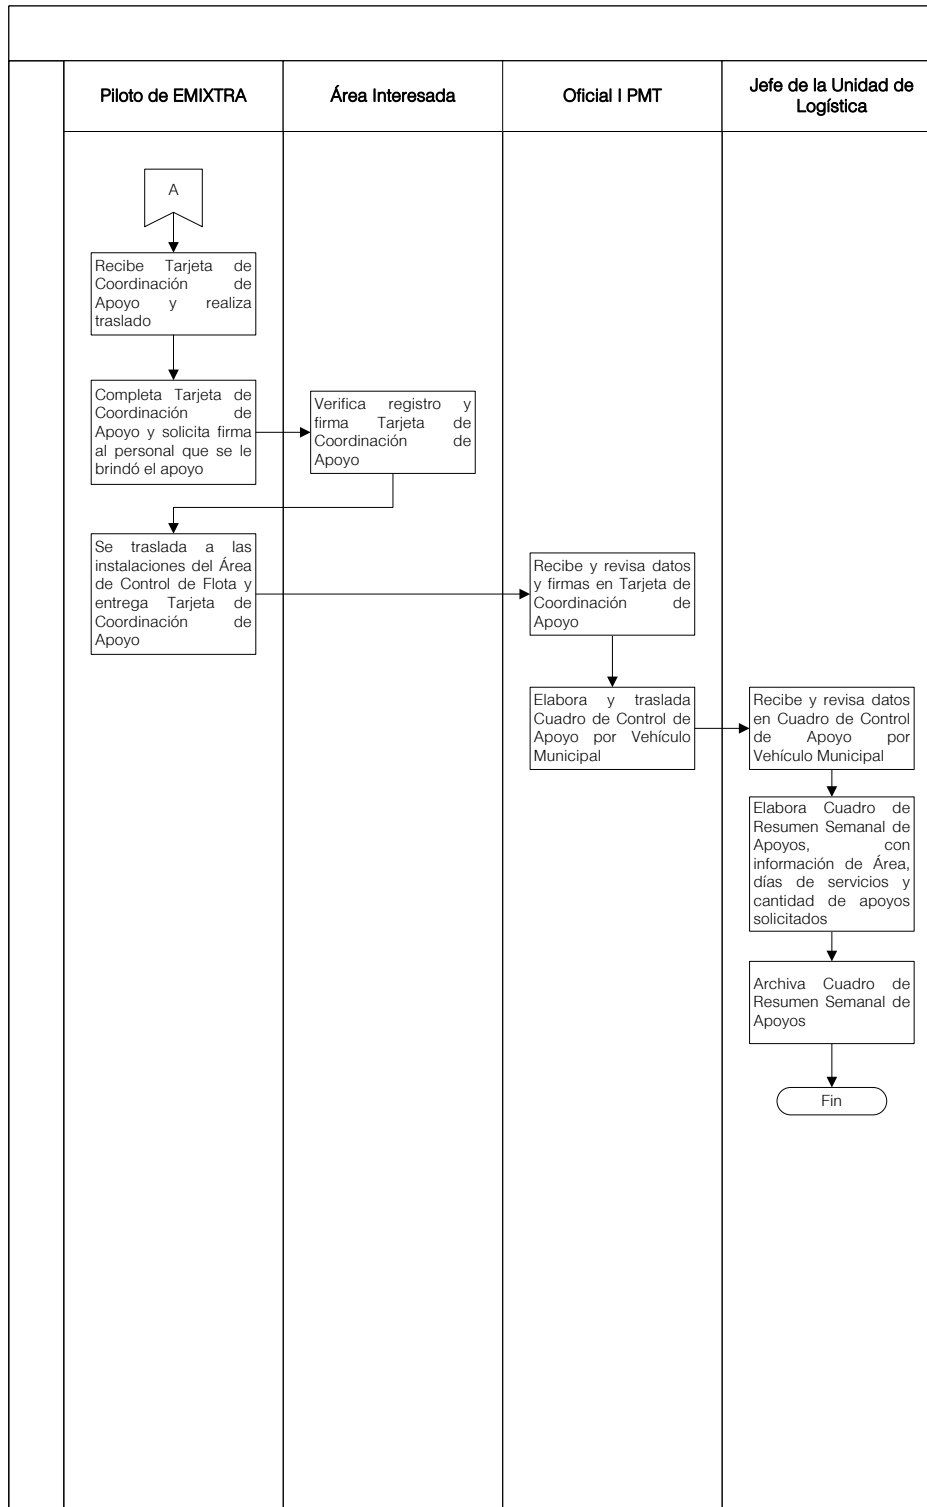 Piloto de EMIXTRA
Área Interesada
Oficial I PMT
Jefe de la Unidad de
Logística
A
Recibe Tarjeta de
Coordinación de
Apoyo y realiza
traslado
Completa Tarjeta de
Coordinación de
Apoyo y solicita firma
al personal que se le
brindó el apoyo
Verifica registro y
firma Tarjeta de
Coordinación de
Apoyo
Se traslada a las
instalaciones del Área
de Control de Flota y
entrega Tarjeta de
Coordinación de
Apoyo
Recibe y revisa datos
y firmas en Tarjeta de
Coordinación de
Apoyo
Elabora y traslada
Cuadro de Control de
Apoyo por Vehículo
Municipal
Recibe y revisa datos
en Cuadro de Control
de Apoyo por
Vehículo Municipal
Elabora Cuadro de
Resumen Semanal de
Apoyos, con
información de Área,
días de servicios y
cantidad de apoyos
solicitados
Archiva Cuadro de
Resumen Semanal de
Apoyos
Fin